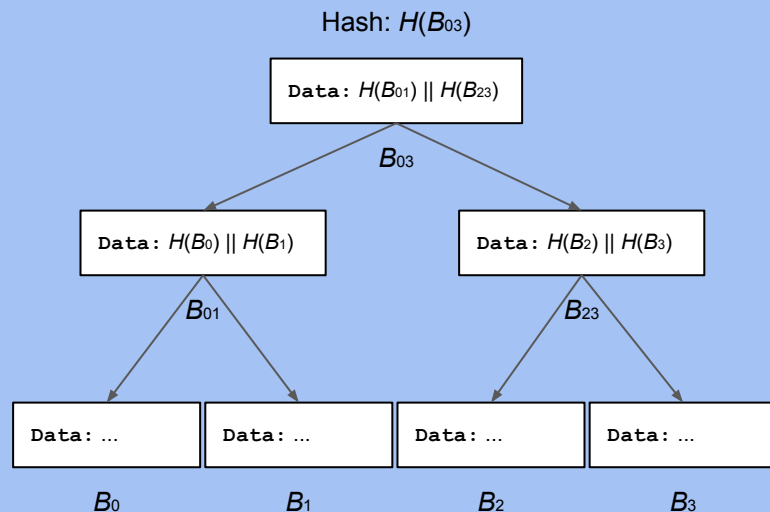 Hash: H(B₀₃)
Data: H(B₀₁) || H(B₂₃)
B₀₃
Data: H(B₀) || H(B₁)
Data: H(B₂) || H(B₃)
B₀₁
B₂₃
Data: ...
Data: ...
Data: ...
Data: ...
B₀
B₁
B₂
B₃